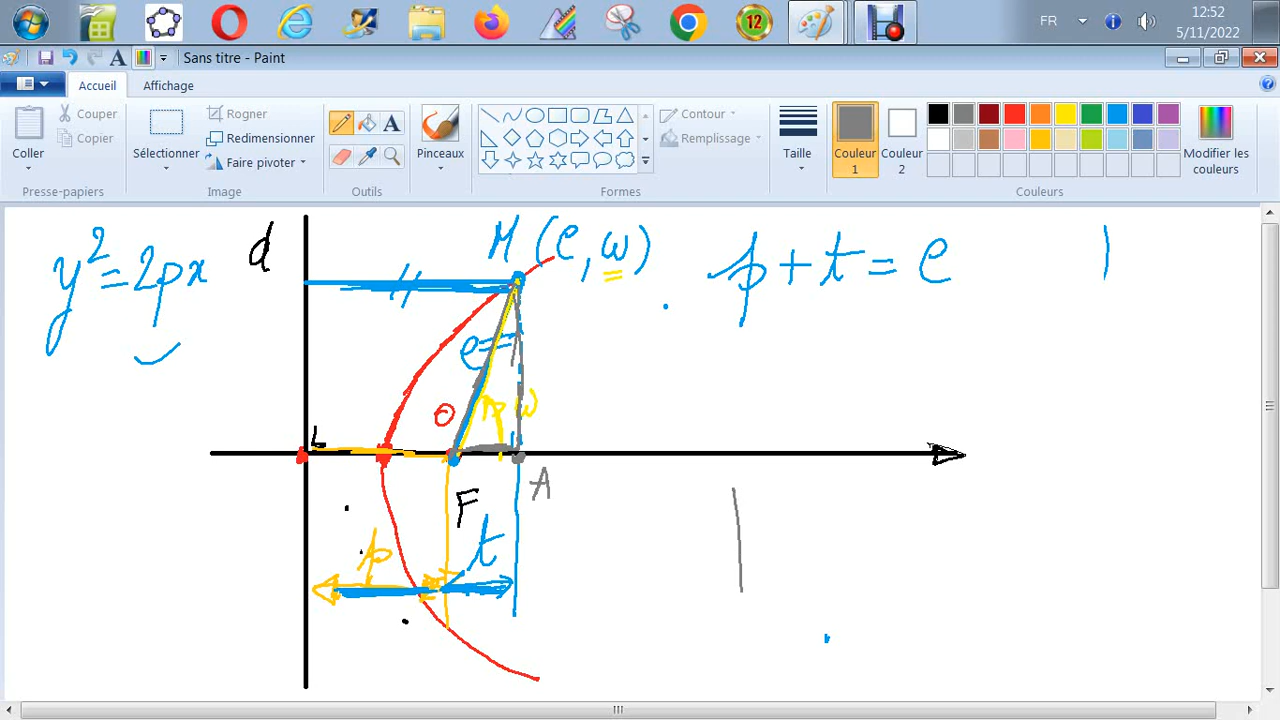 12
FR
12:52
5/11/2022
Sans titre - Paint
Accueil
Affichage
Coller
Couper
Copier
Presse-papiers
Sélectionner
Rogner
Redimensionner
Faire pivoter
Image
Outils
Pinceaux
Contour
Remplissage
Formes
Taille
Couleur 1
Couleur 2
Modifier les couleurs
Couleurs
y²=2px
d
M (e, w)
p+t=e
e
w
L
F
A
p
t